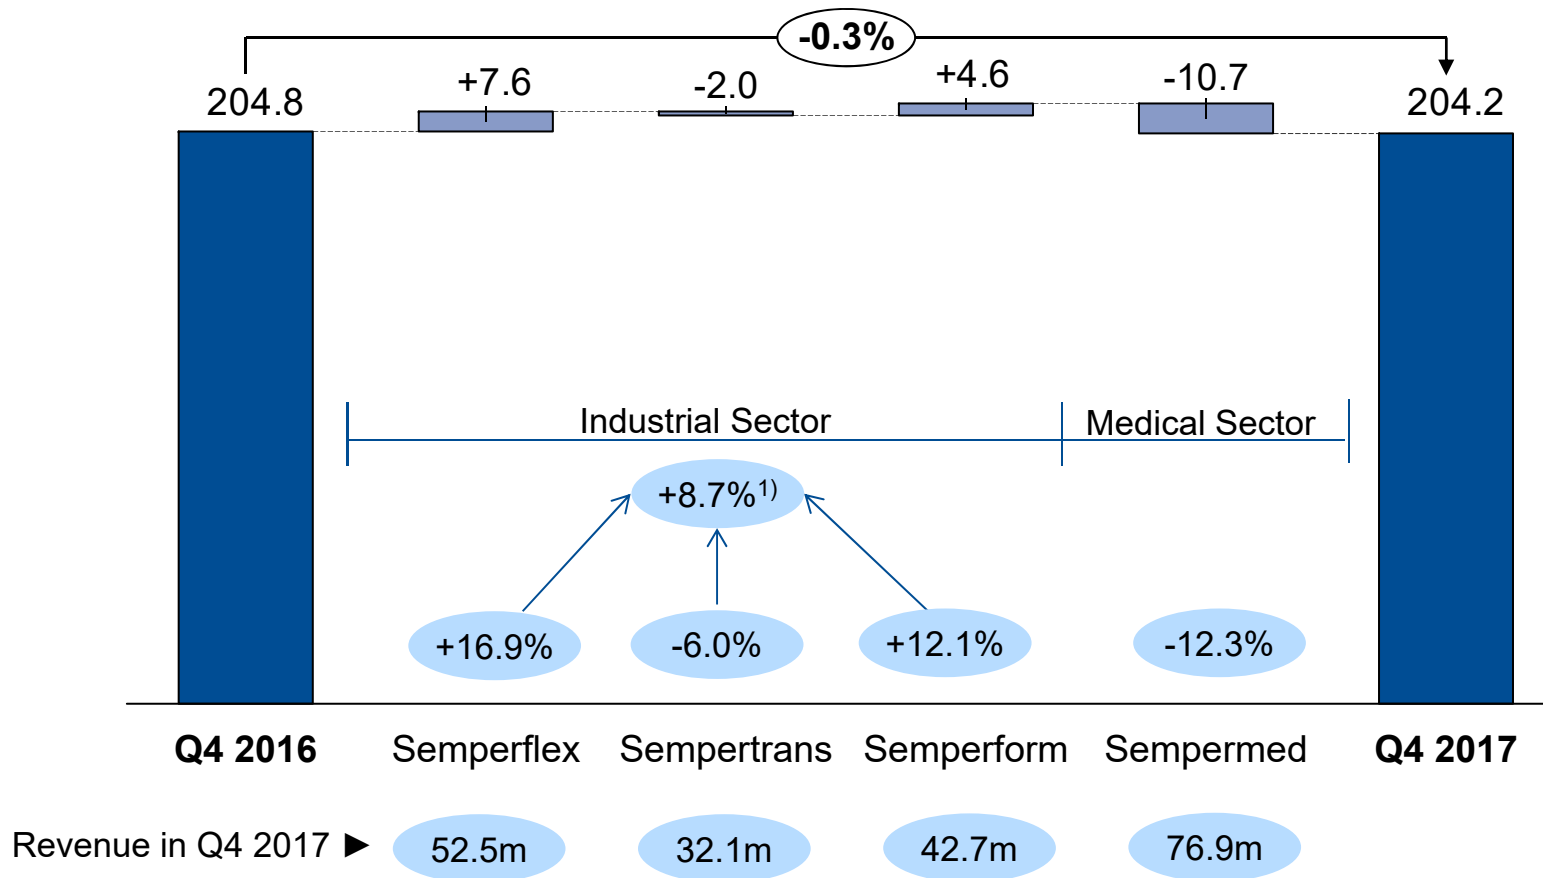 -0.3%
204.8
+7.6
-2.0
+4.6
-10.7
204.2
Industrial Sector
Medical Sector
+8.7%1)
+16.9%
-6.0%
+12.1%
-12.3%
Q4 2016
Semperflex
Sempertrans
Semperform
Sempermed
Q4 2017
Revenue in Q4 2017 ►
52.5m
32.1m
42.7m
76.9m